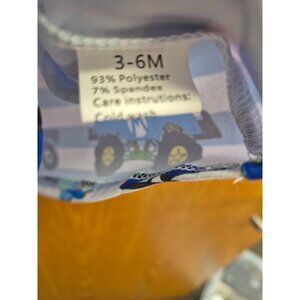 3-6M
93% Polyester
7% Spandex
Care instrutions:
Cold wash